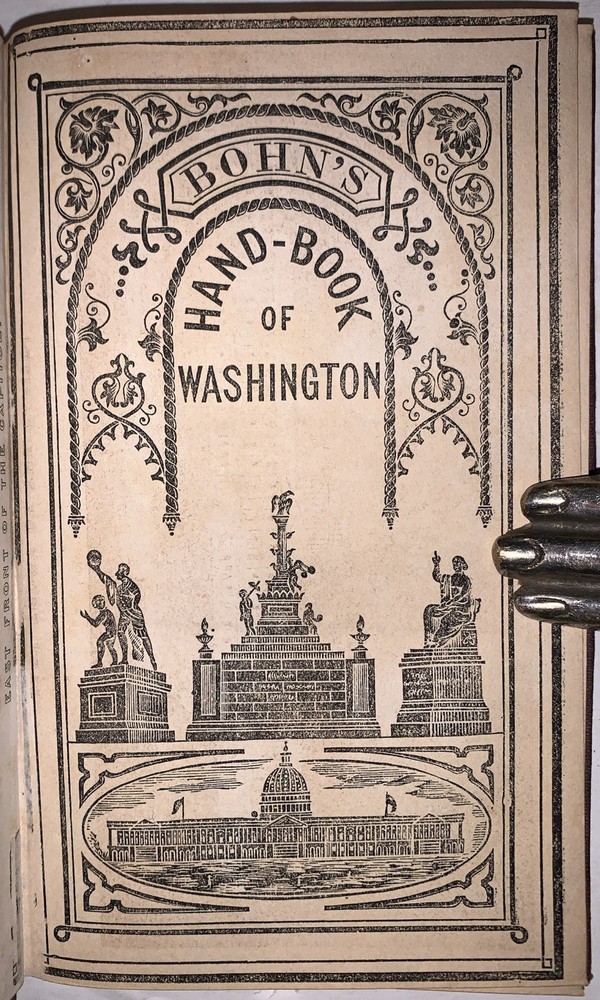 BOHN'S
HAND-BOOK
OF
WASHINGTON
EAST FRONT OF THE CAPITOL